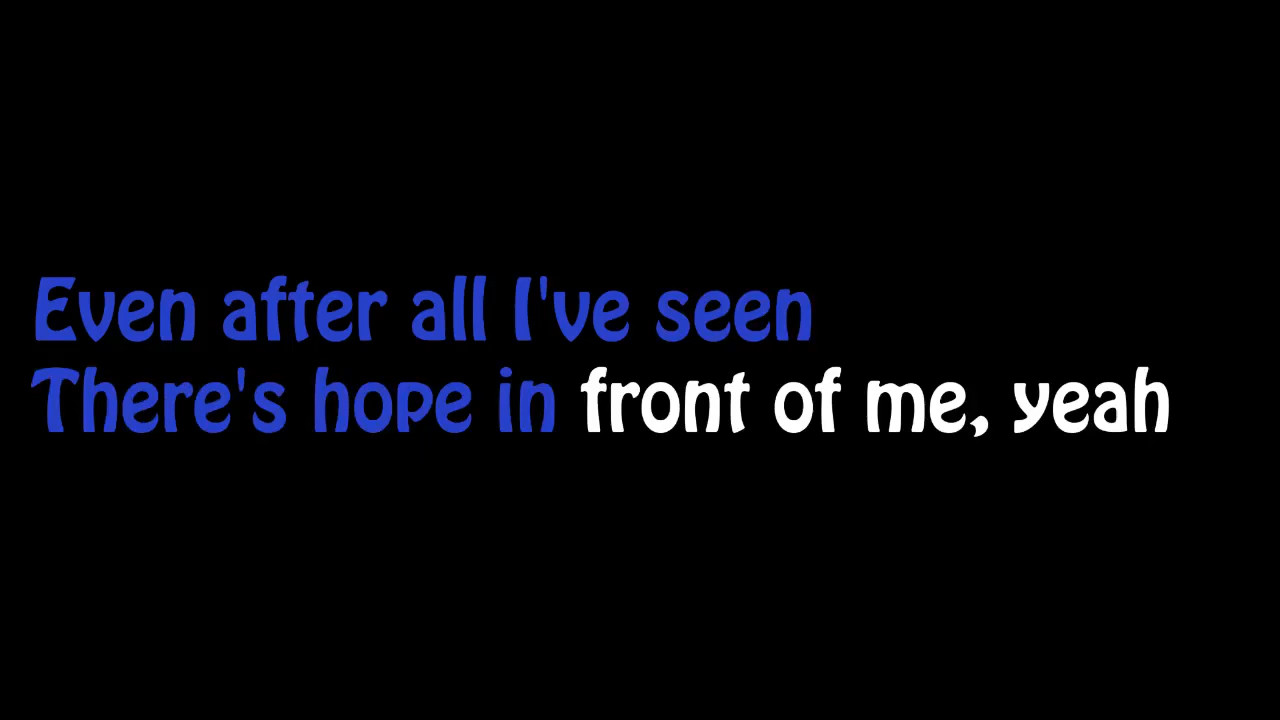 Even after all I've seen
There's hope in front of me, yeah